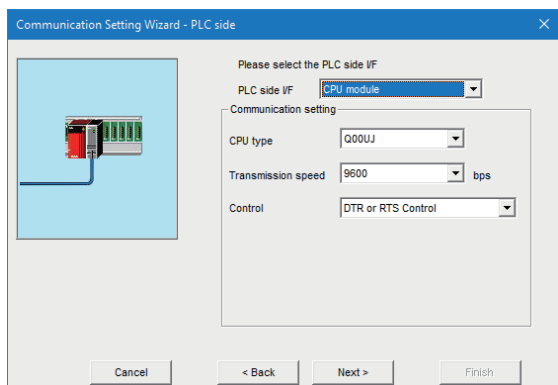 Communication Setting Wizard - PLC side
Please select the PLC side I/F
PLC side I/F CPU module
Communication setting
CPU type Q00UJ
Transmission speed 9600 bps
Control DTR or RTS Control
Cancel < Back Next > Finish